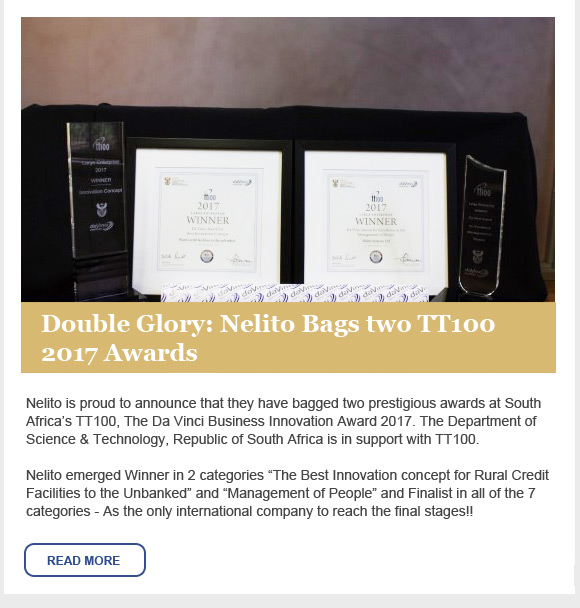 tt100
Large Enterprise
2017
WINNER
Innovation Concept
daVinci
tt100
2017
WINNER
tt100
2017
WINNER
tt100
daVinci
Double Glory: Nelito Bags two TT100
2017 Awards
Nelito is proud to announce that they have bagged two prestigious awards at South
Africa's TT100, The Da Vinci Business Innovation Award 2017. The Department of
Science & Technology, Republic of South Africa is in support with TT100.
Nelito emerged Winner in 2 categories “The Best Innovation concept for Rural Credit
Facilities to the Unbanked” and “Management of People” and Finalist in all of the 7
categories - As the only international company to reach the final stages!!
READ MORE